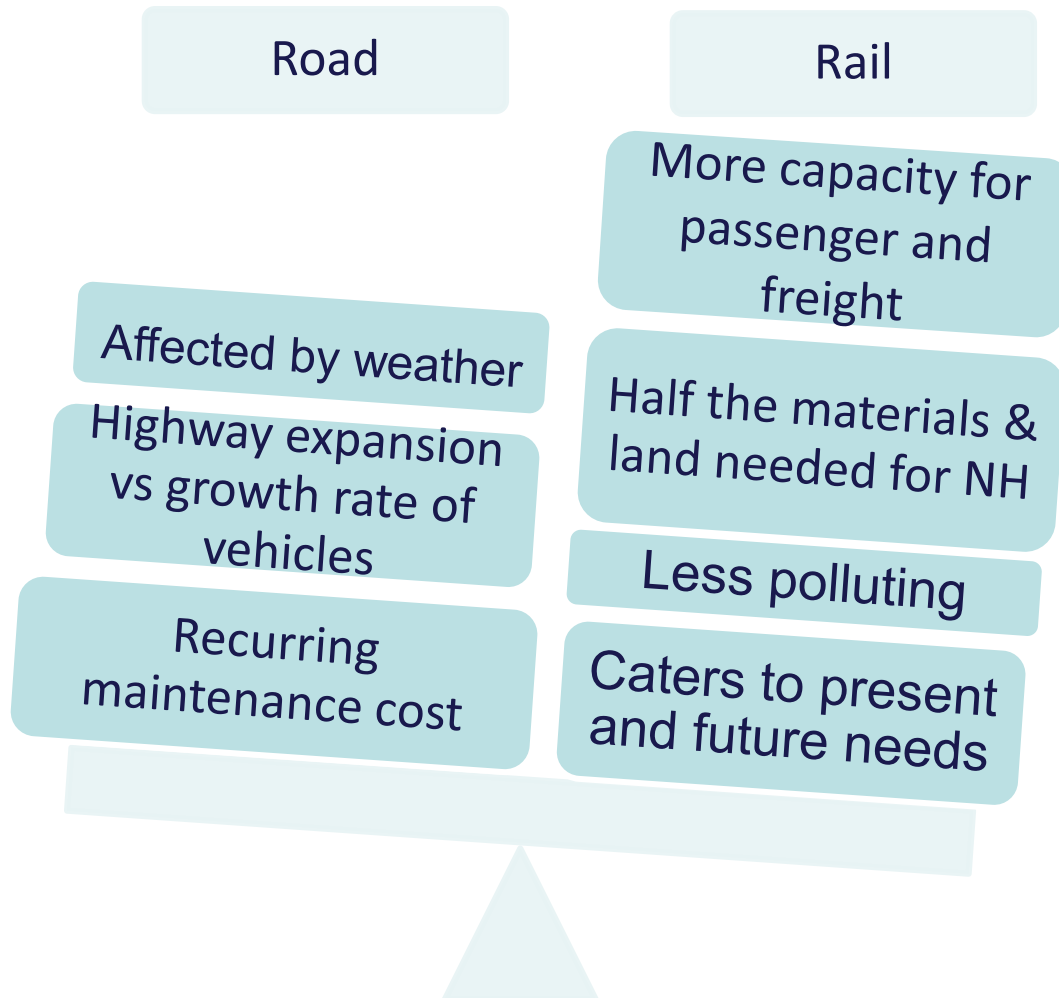 Road
Affected by weather
Highway expansion
vs growth rate of
vehicles
Recurring
maintenance cost
Rail
More capacity for
passenger and
freight
Half the materials &
land needed for NH
Less polluting
Caters to present
and future needs